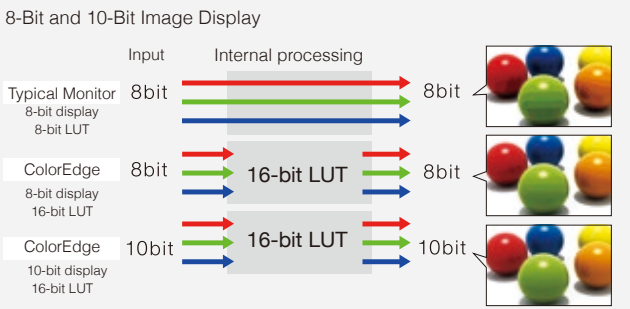 8-Bit and 10-Bit Image Display
Input Internal processing
Typical Monitor 8bit 8bit
8-bit display
8-bit LUT
ColorEdge 8bit 16-bit LUT 8bit
8-bit display
16-bit LUT
ColorEdge 10bit 16-bit LUT 10bit
10-bit display
16-bit LUT